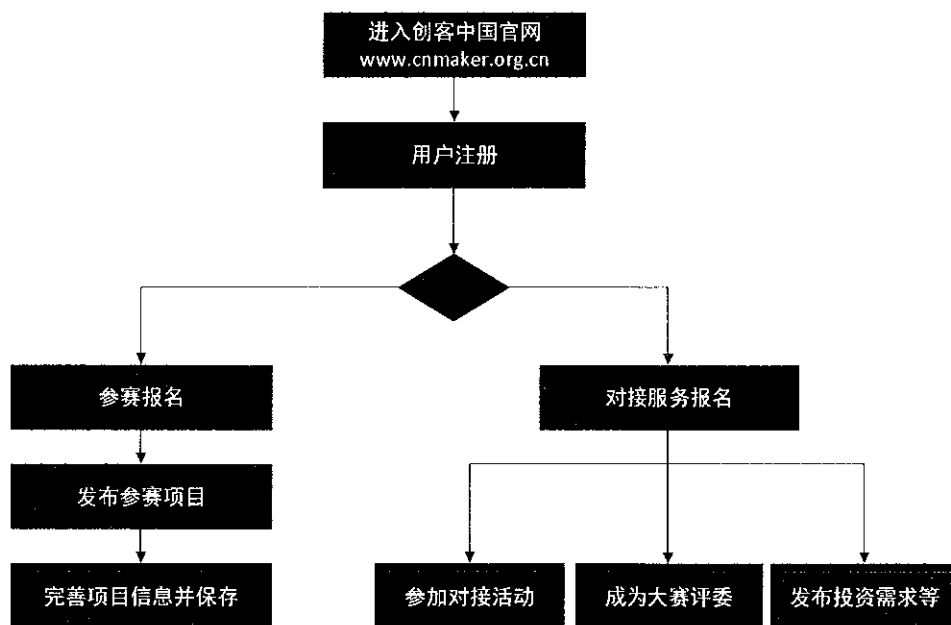 进入创客中国官网
www.cnmaker.org.cn
用户注册
参赛报名
对接服务报名
发布参赛项目
完善项目信息并保存
参加对接活动
成为大赛评委
发布投资需求等